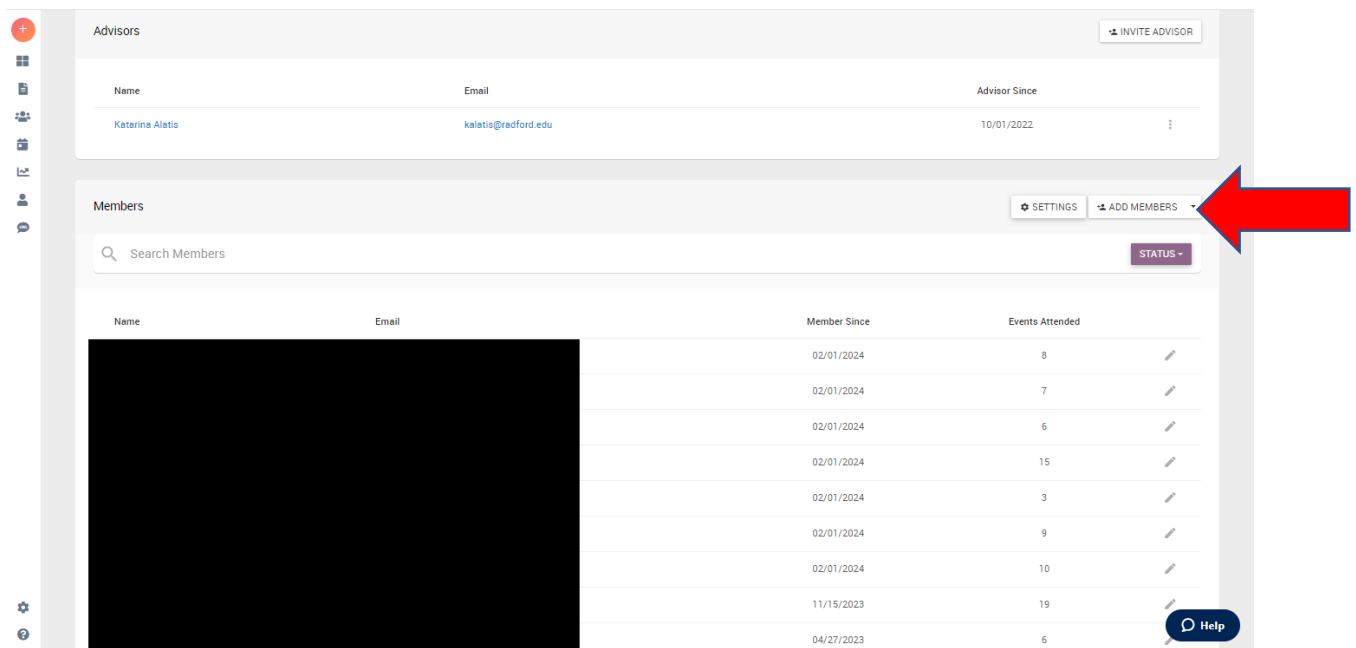 Advisors INVITE ADVISOR
Name Email Advisor Since
Katarina Alatis kalatis@radford.edu 10/01/2022
Members SETTINGS ADD MEMBERS
Search Members STATUS
Name Email Member Since Events Attended
02/01/2024 8
02/01/2024 7
02/01/2024 6
02/01/2024 15
02/01/2024 3
02/01/2024 9
02/01/2024 10
11/15/2023 19
04/27/2023 6
Help